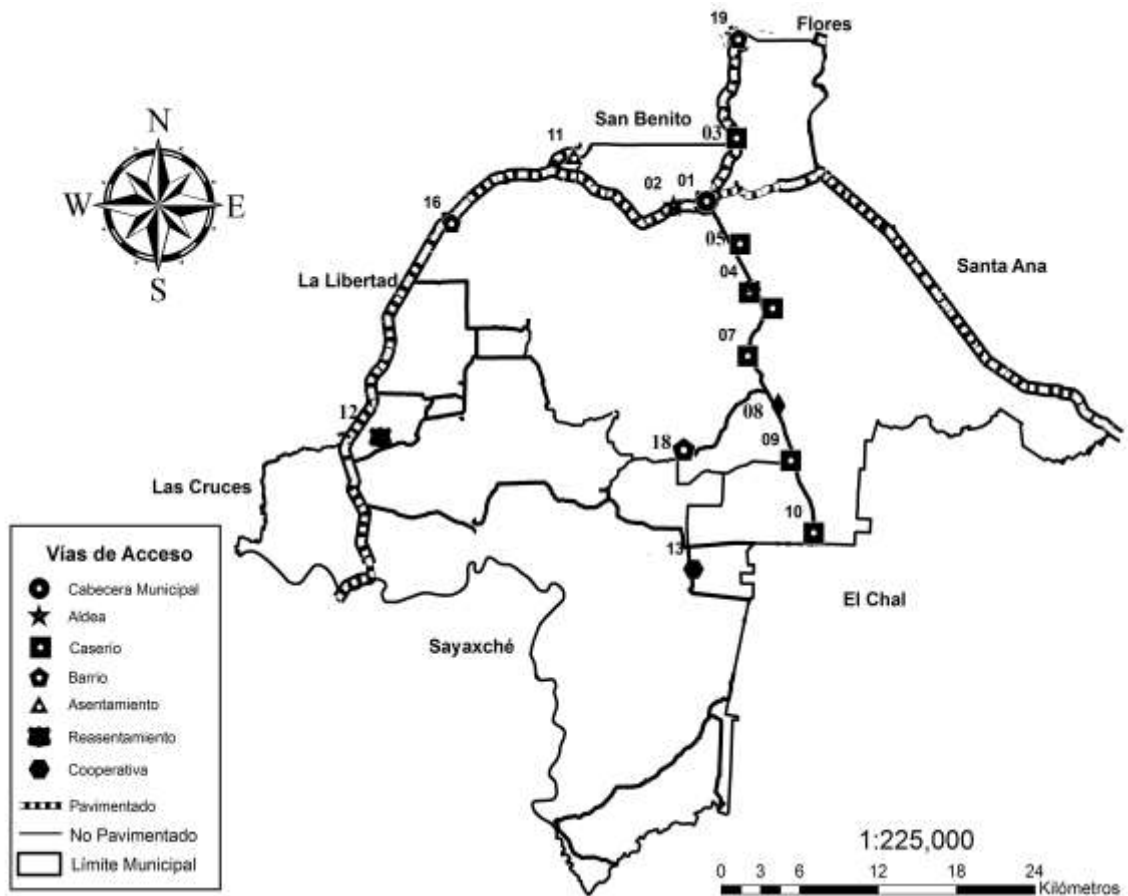 19
Flores
San Benito
03
11
02
01
16
05
04
La Libertad
Santa Ana
07
12
08
18
09
Las Cruces
10
13
El Chal
Sayaxché
N
W
E
S
Vías de Acceso
Cabecera Municipal
Aldea
Caserío
Barrio
Asentamiento
Reasentamiento
Cooperativa
Pavimentado
No Pavimentado
Límite Municipal
1:225,000
0 3 6 12 18 24
Kilómetros